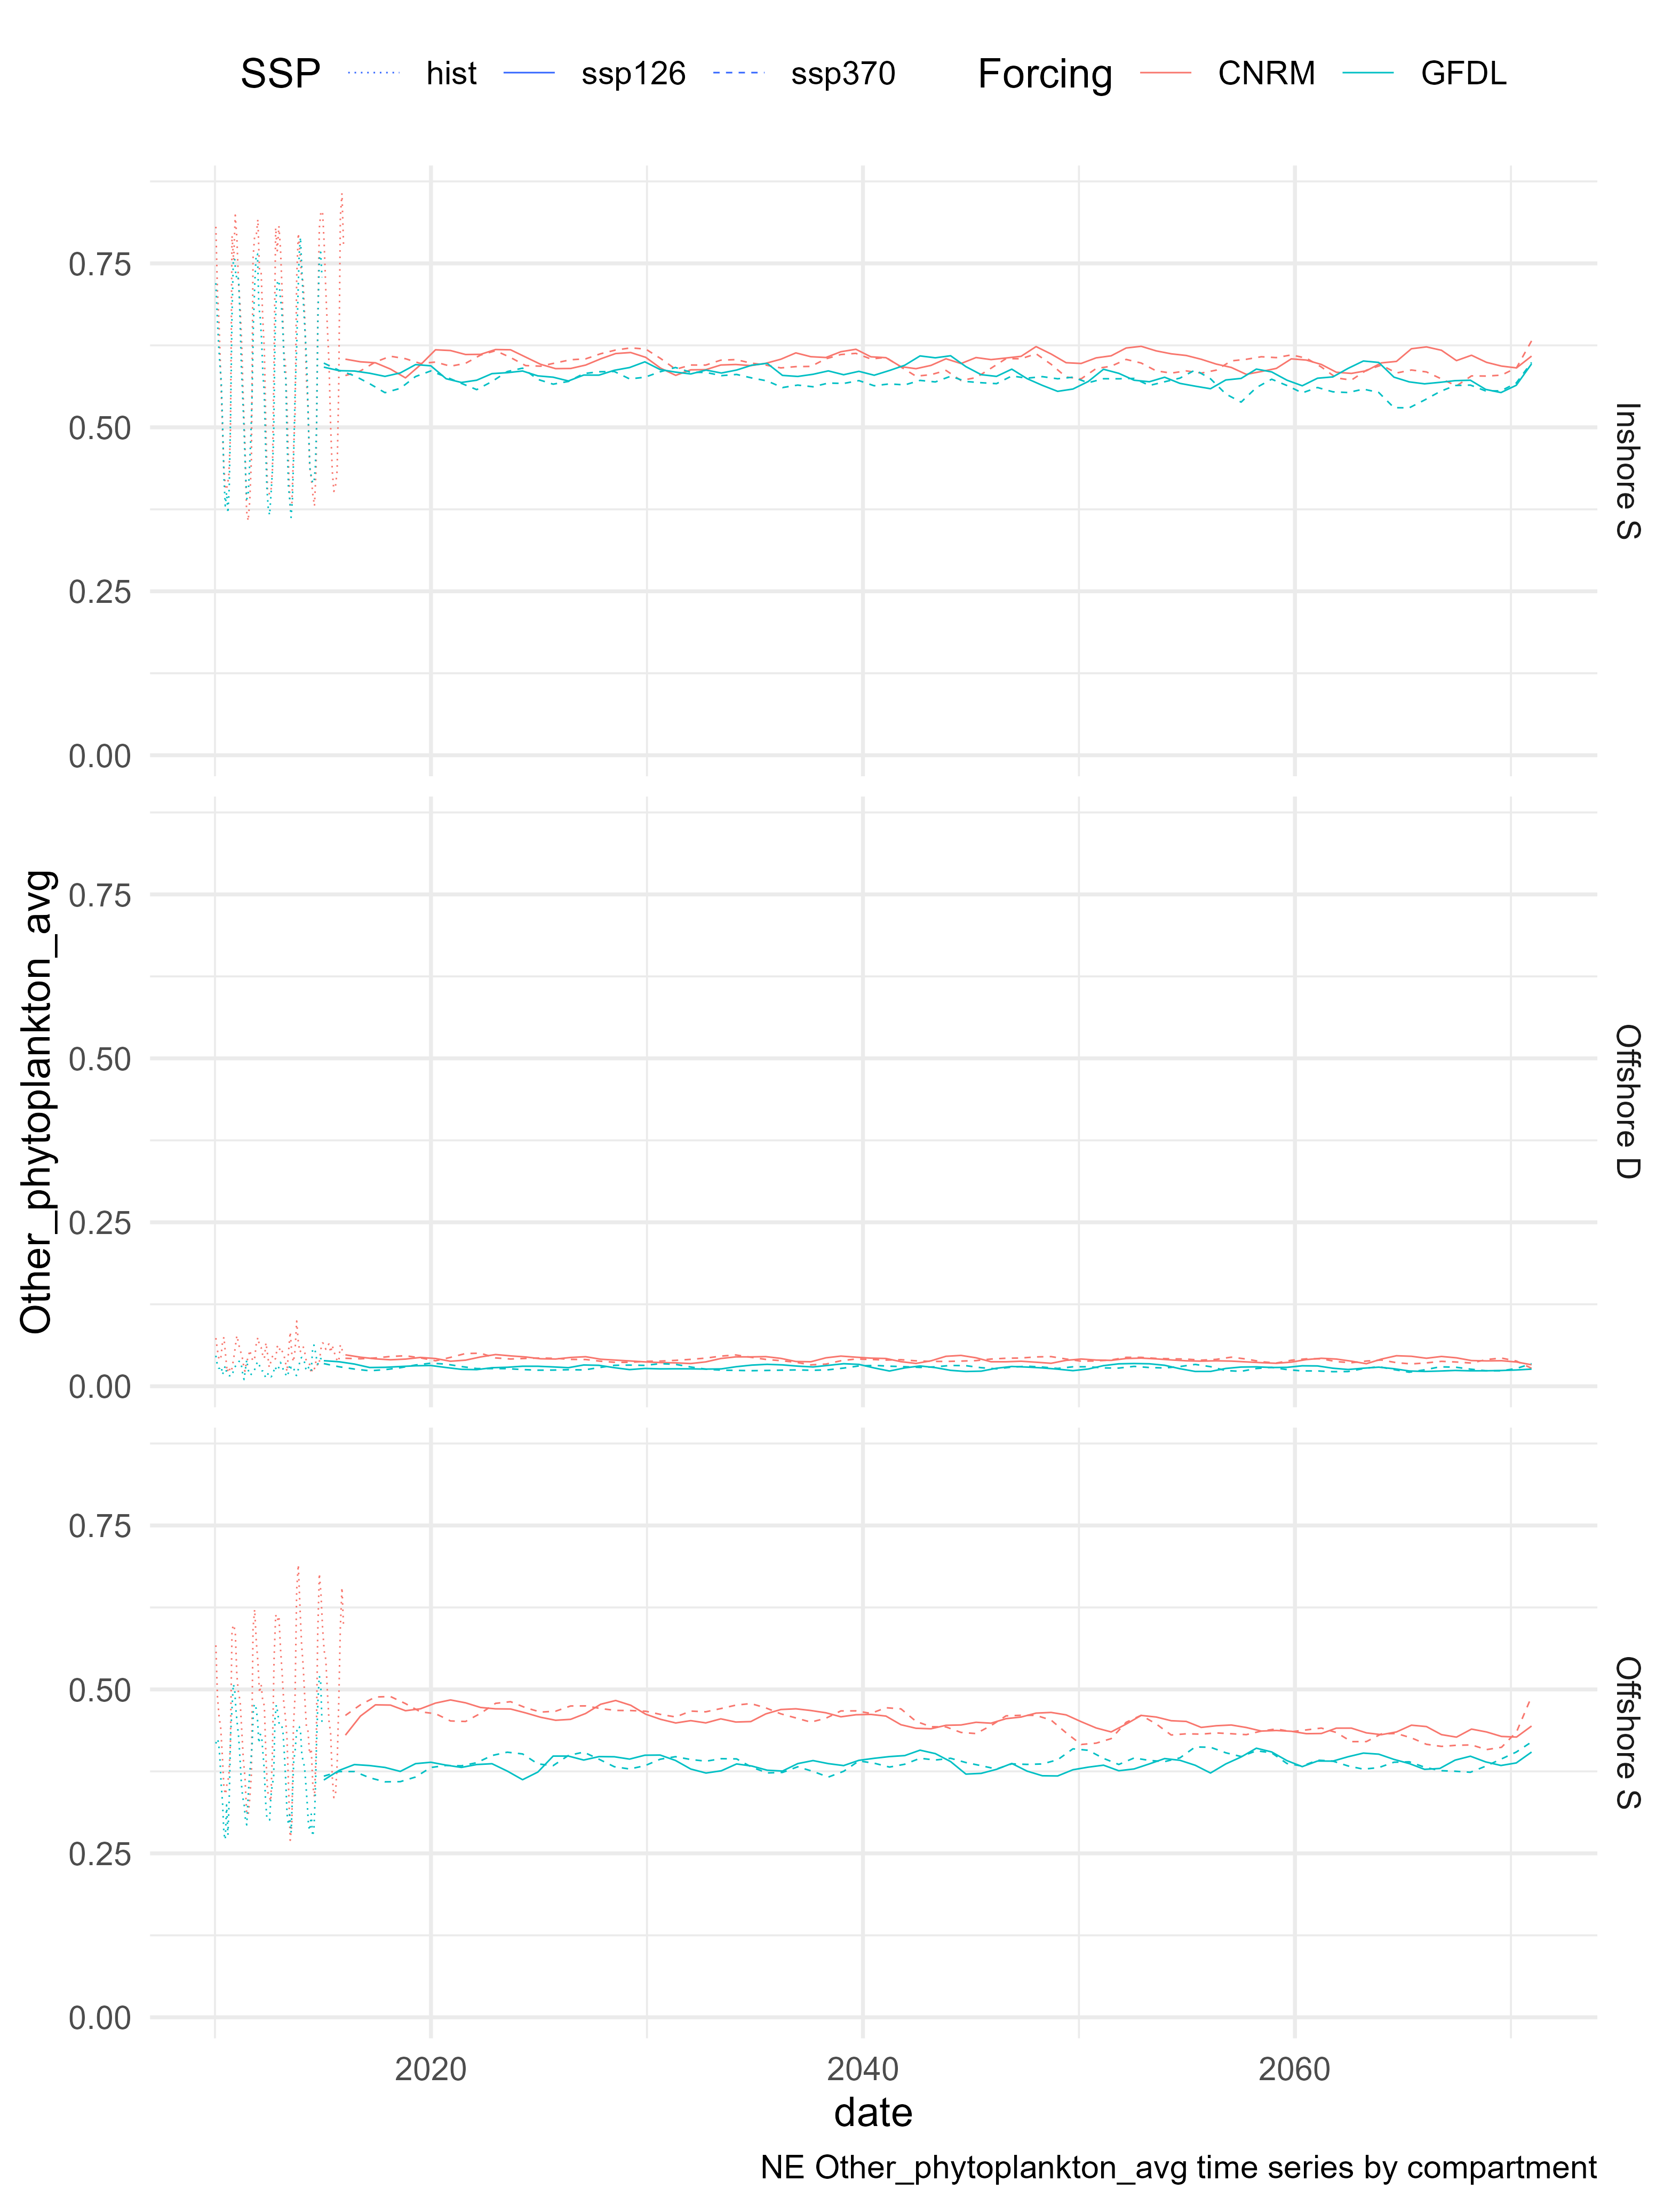 SSP hist ssp126 ssp370 Forcing CNRM GFDL
0.75
0.50
0.25
0.00
Inshore S
0.75
0.50
0.25
0.00
Offshore D
0.75
0.50
0.25
0.00
Offshore S
Other_phytoplankton_avg
2020 2040 2060
date
NE Other_phytoplankton_avg time series by compartment